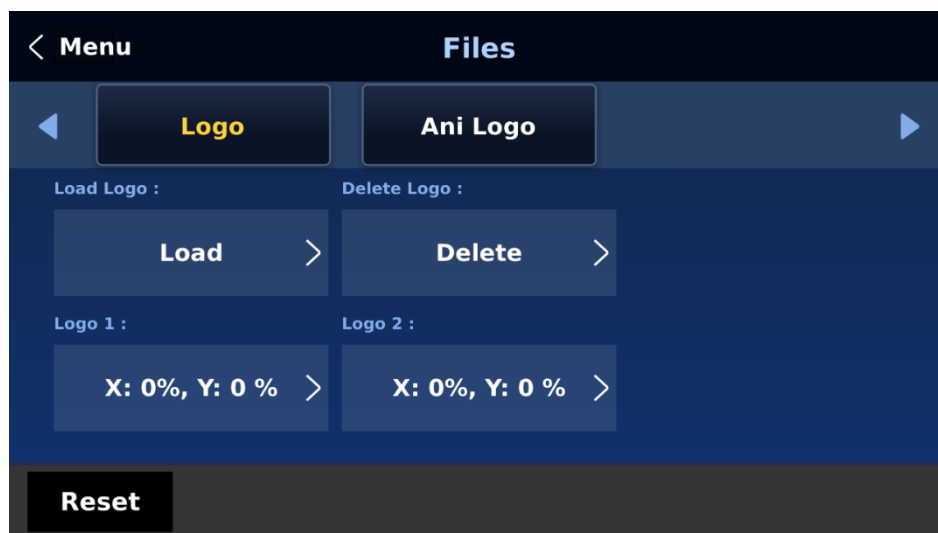 Menu Files
Logo Ani Logo
Load Logo : Delete Logo :
Load Delete
Logo 1 : Logo 2 :
X: 0%, Y: 0 % X: 0%, Y: 0 %
Reset